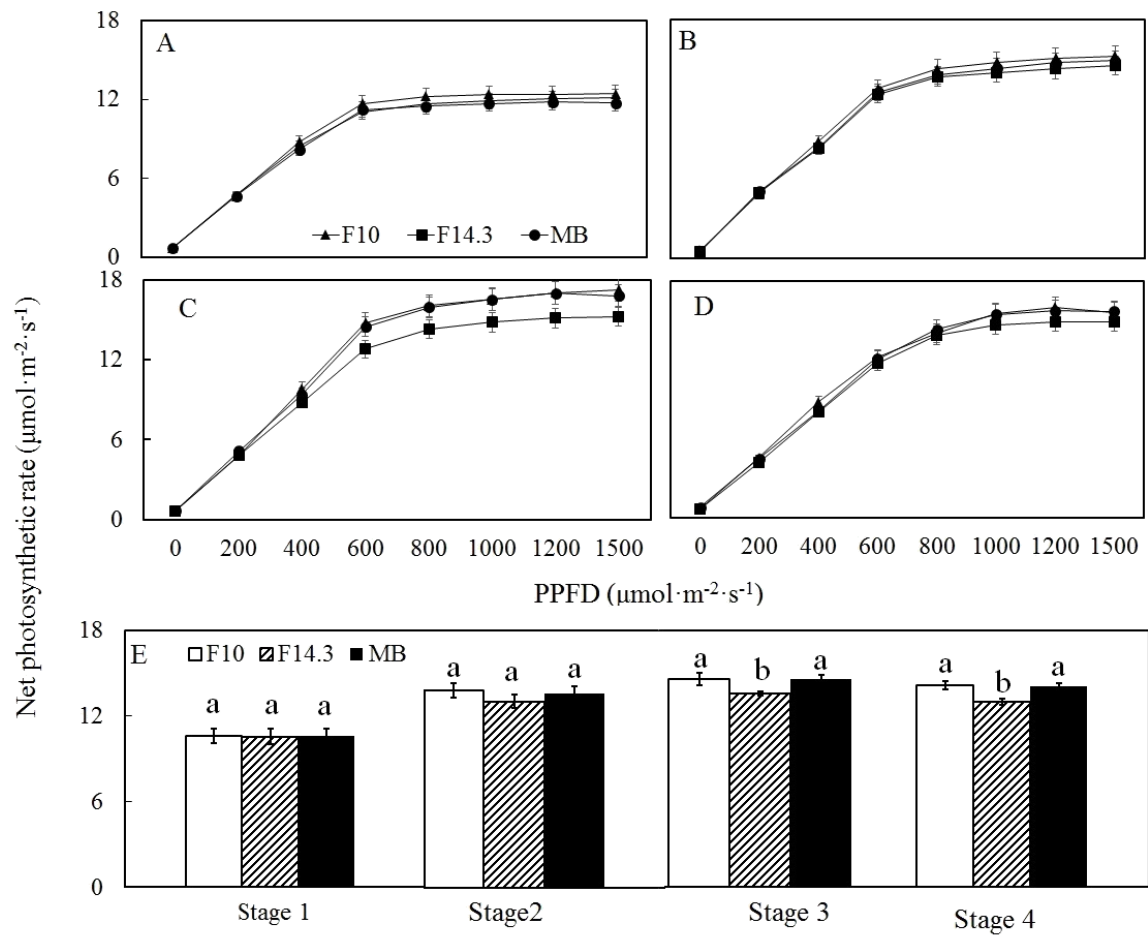 Net photosynthetic rate (μmol·m-2·s-1)
18
12
6
0
A
F10 F14.3 MB
B
18
12
6
0
C
D
0 200 400 600 800 1000 1200 1500
0 200 400 600 800 1000 1200 1500
PPFD (μmol·m-2·s-1)
18
12
6
0
E F10 F14.3 MB
a a a a a a a b a a b a
Stage 1 Stage2 Stage 3 Stage 4